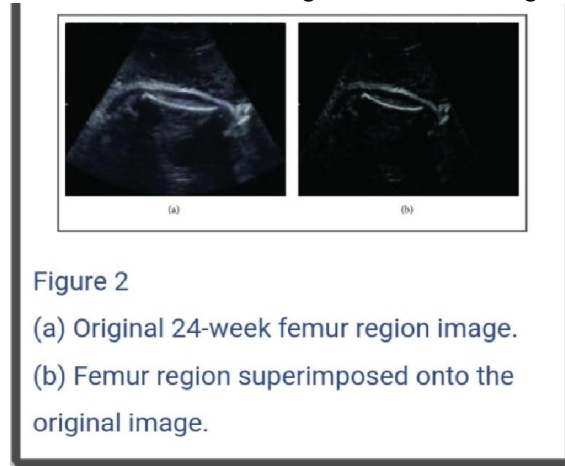 (a) (b)
Figure 2
(a) Original 24-week femur region image.
(b) Femur region superimposed onto the
original image.